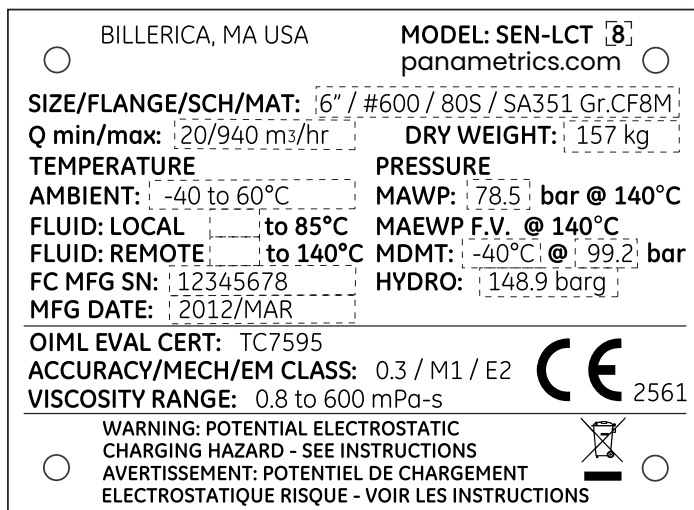 BILLERICA, MA USA
MODEL: SEN-LCT 8
panametrics.com
SIZE/FLANGE/SCH/MAT: 6" / #600 / 80S / SA351 Gr.CF8M
Q min/max: 20/940 m3/hr DRY WEIGHT: 157 kg
TEMPERATURE PRESSURE
AMBIENT: -40 to 60°C MAWP: 78.5 bar @ 140°C
FLUID: LOCAL to 85°C MAEWP F.V. @ 140°C
FLUID: REMOTE to 140°C MDMT: -40°C @ 99.2 bar
FC MFG SN: 12345678 HYDRO: 148.9 barg
MFG DATE: 2012/MAR
OIML EVAL CERT: TC7595
ACCURACY/MECH/EM CLASS: 0.3 / M1 / E2
VISCOSITY RANGE: 0.8 to 600 mPa-s
CE 2561
WARNING: POTENTIAL ELECTROSTATIC
CHARGING HAZARD - SEE INSTRUCTIONS
AVERTISSEMENT: POTENTIEL DE CHARGEMENT
ELECTROSTATIQUE RISQUE - VOIR LES INSTRUCTIONS